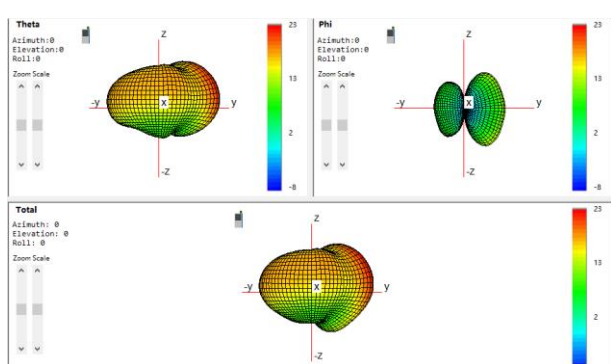 Theta
Azimuth:0
Elevation:0
Roll:0
Zoom Scale
Z
-y
X
y
-Z
23
13
2
-8
Phi
Azimuth:0
Elevation:0
Roll:0
Zoom Scale
Z
-y
X
y
-Z
23
13
2
-8
Total
Azimuth: 0
Elevation: 0
Roll: 0
Zoom Scale
Z
-y
X
y
-Z
23
13
2